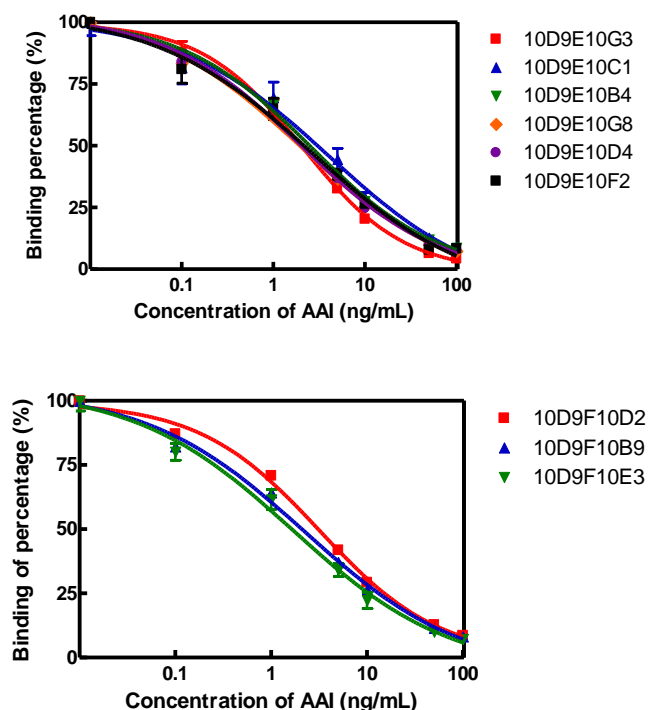 Binding percentage (%)
100
75
50
25
0
0.1
1
10
100
Concentration of AAI (ng/mL)
10D9E10G3
10D9E10C1
10D9E10B4
10D9E10G8
10D9E10D4
10D9E10F2
Binding of percentage (%)
100
75
50
25
0
0.1
1
10
100
Concentration of AAI (ng/mL)
10D9F10D2
10D9F10B9
10D9F10E3